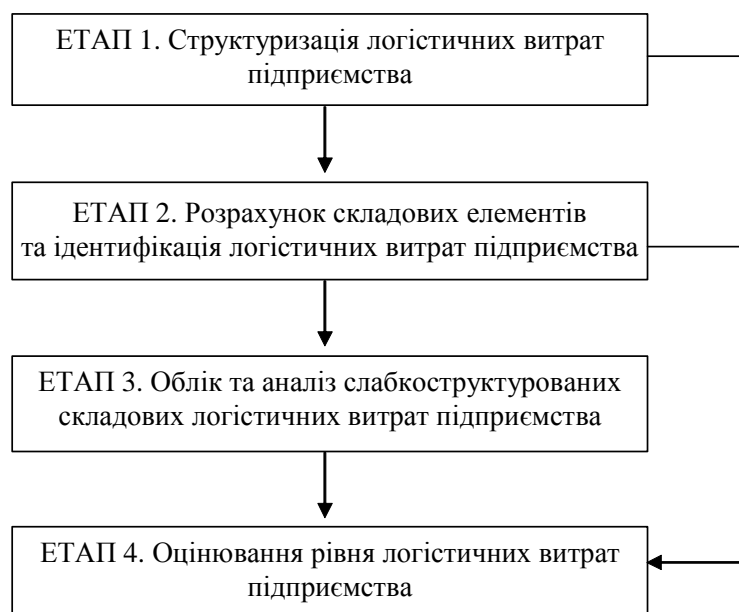 ЕТАП 1. Структуризація логістичних витрат
підприємства
ЕТАП 2. Розрахунок складових елементів
та ідентифікація логістичних витрат підприємства
ЕТАП 3. Облік та аналіз слабкоструктурованих
складових логістичних витрат підприємства
ЕТАП 4. Оцінювання рівня логістичних витрат
підприємства